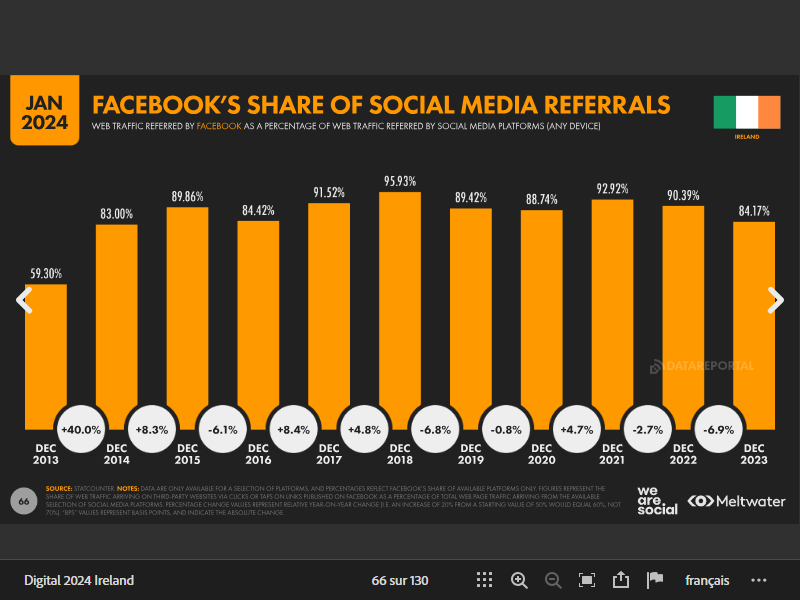 JAN
2024
FACEBOOK'S SHARE OF SOCIAL MEDIA REFERRALS
WEB TRAFFIC REFERRED BY FACEBOOK AS A PERCENTAGE OF WEB TRAFFIC REFERRED BY SOCIAL MEDIA PLATFORMS (ANY DEVICE)
IRELAND
59.30%
83.00%
89.86%
84.42%
91.52%
95.93%
89.42%
88.74%
92.92%
90.39%
84.17%
DATAREPORTAL
+40.0%
+8.3%
-6.1%
+8.4%
+4.8%
-6.8%
-0.8%
+4.7%
-2.7%
-6.9%
DEC
2013
DEC
2014
DEC
2015
DEC
2016
DEC
2017
DEC
2018
DEC
2019
DEC
2020
DEC
2021
DEC
2022
DEC
2023
66
SOURCE: STATCOUNTER. NOTES: DATA ARE ONLY AVAILABLE FOR A SELECTION OF PLATFORMS, AND PERCENTAGES REFLECT FACEBOOK'S SHARE OF AVAILABLE PLATFORMS ONLY. FIGURES REPRESENT THE
SHARE OF WEB TRAFFIC ARRIVING ON THIRD-PARTY WEBSITES VIA CLICKS OR TAPS ON LINKS PUBLISHED ON FACEBOOK AS A PERCENTAGE OF TOTAL WEB PAGE TRAFFIC ARRIVING FROM THE AVAILABLE
SELECTION OF SOCIAL MEDIA PLATFORMS. PERCENTAGE CHANGE VALUES REPRESENT RELATIVE YEAR-ON-YEAR CHANGE (I.E. AN INCREASE OF 20% FROM A STARTING VALUE OF 50% WOULD EQUAL 60%, NOT
70%). "BPS" VALUES REPRESENT BASIS POINTS, AND INDICATE THE ABSOLUTE CHANGE.
we
are.
social
Meltwater
Digital 2024 Ireland
66 sur 130
français